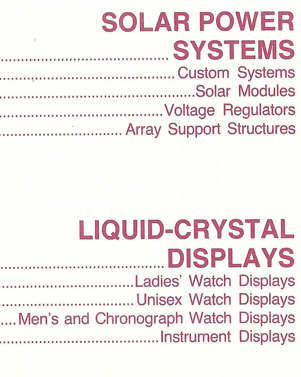 SOLAR POWER
SYSTEMS
Custom Systems
Solar Modules
Voltage Regulators
Array Support Structures
LIQUID-CRYSTAL
DISPLAYS
Ladies' Watch Displays
Unisex Watch Displays
Men's and Chronograph Watch Displays
Instrument Displays